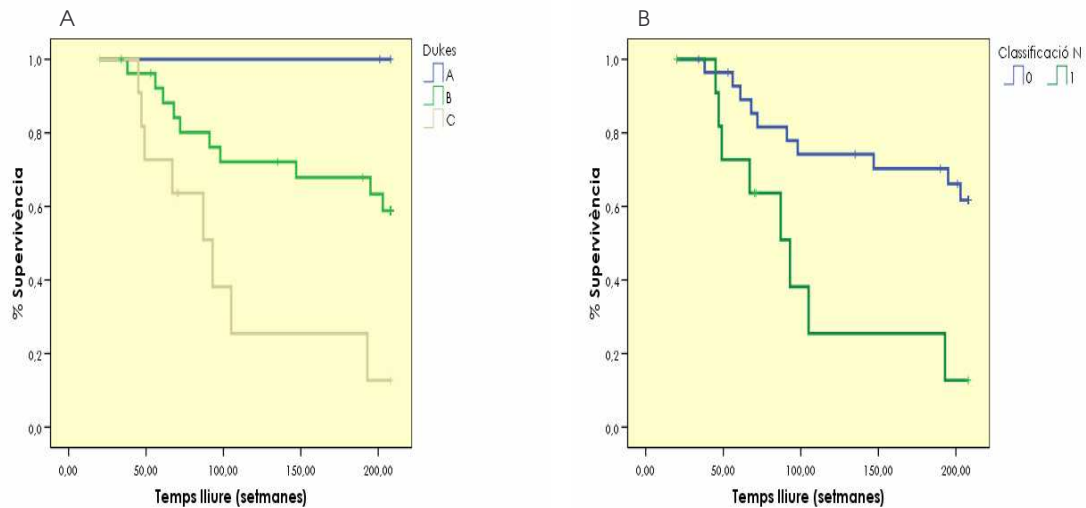 A
% Supervivència
1,0
0,8
0,6
0,4
0,2
0,0
0,00 50,00 100,00 150,00 200,00
Temps lliure (setmanes)
Dukes
A
B
C
B
% Supervivència
1,0
0,8
0,6
0,4
0,2
0,0
0,00 50,00 100,00 150,00 200,00
Temps lliure (setmanes)
Classificació N
0 1